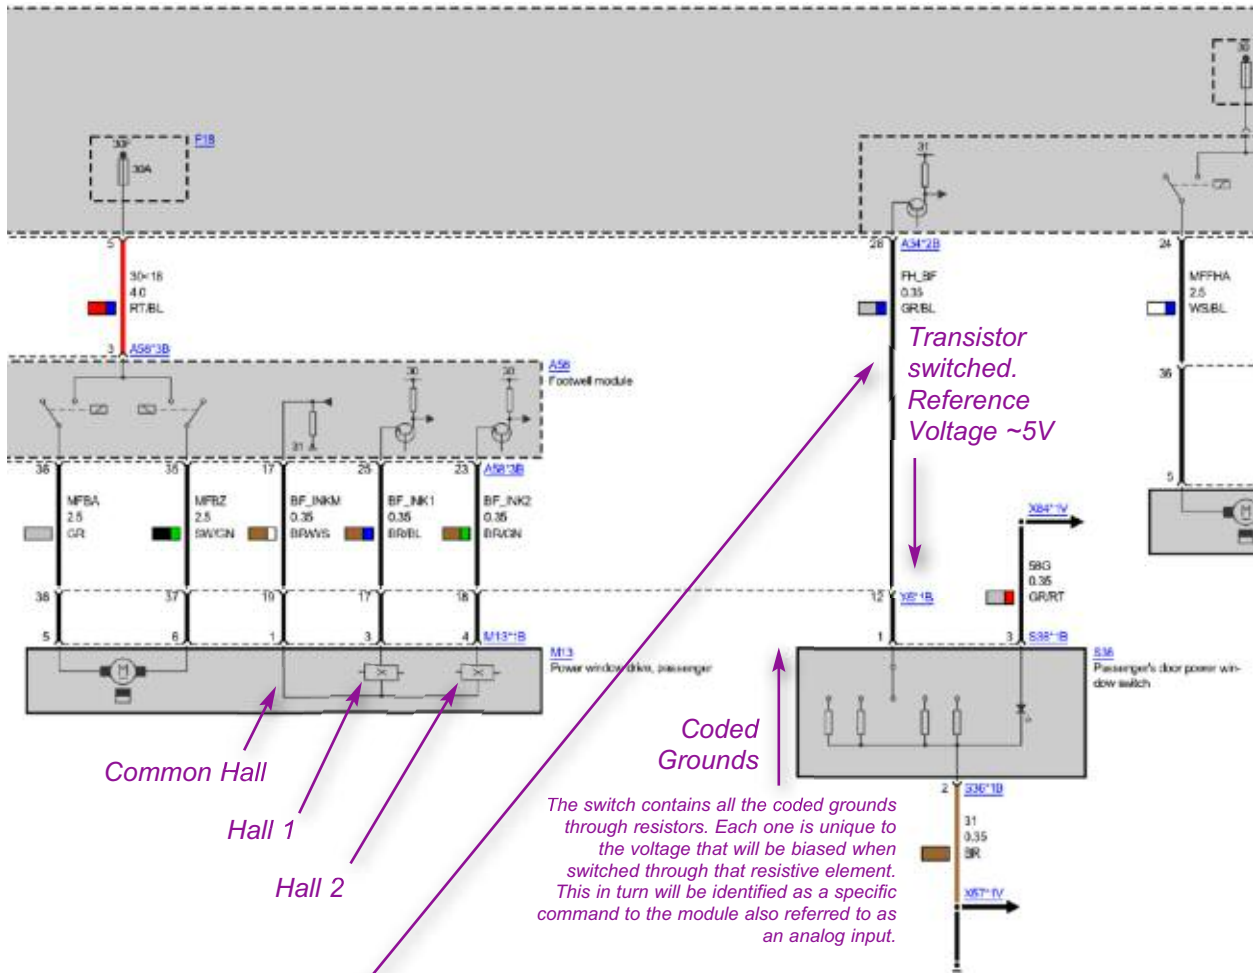 30
F18
30F
30A
31
5
28
A34*2B
24
30<18
4.0
RT/BL
FH_BF
0.35
GR/BL
MFFHA
2.5
WS/BL
Transistor
switched.
Reference
Voltage ~5V
3
A58*3B
A58
Footwell module
30
30
36
31
38
35
17
25
23
A58*3B
MFBA
2.5
GR
MFBZ
2.5
SW/GN
BF_INKM
0.35
BR/WS
BF_INK1
0.35
BR/BL
BF_INK2
0.35
BR/GN
5
X84*1V
58G
0.35
GR/RT
38
37
19
17
18
12
5
6
1
3
4
M13*1B
1
3
S36*1B
M
M13
Power window drive, passenger
S36
Passenger's door power win-
dow switch
M
Coded
Grounds
Common Hall
Hall 1
Hall 2
The switch contains all the coded grounds
through resistors. Each one is unique to
the voltage that will be biased when
switched through that resistive element.
This in turn will be identified as a specific
command to the module also referred to as
an analog input.
2
S36*1B
31
0.35
BR
X67*1V